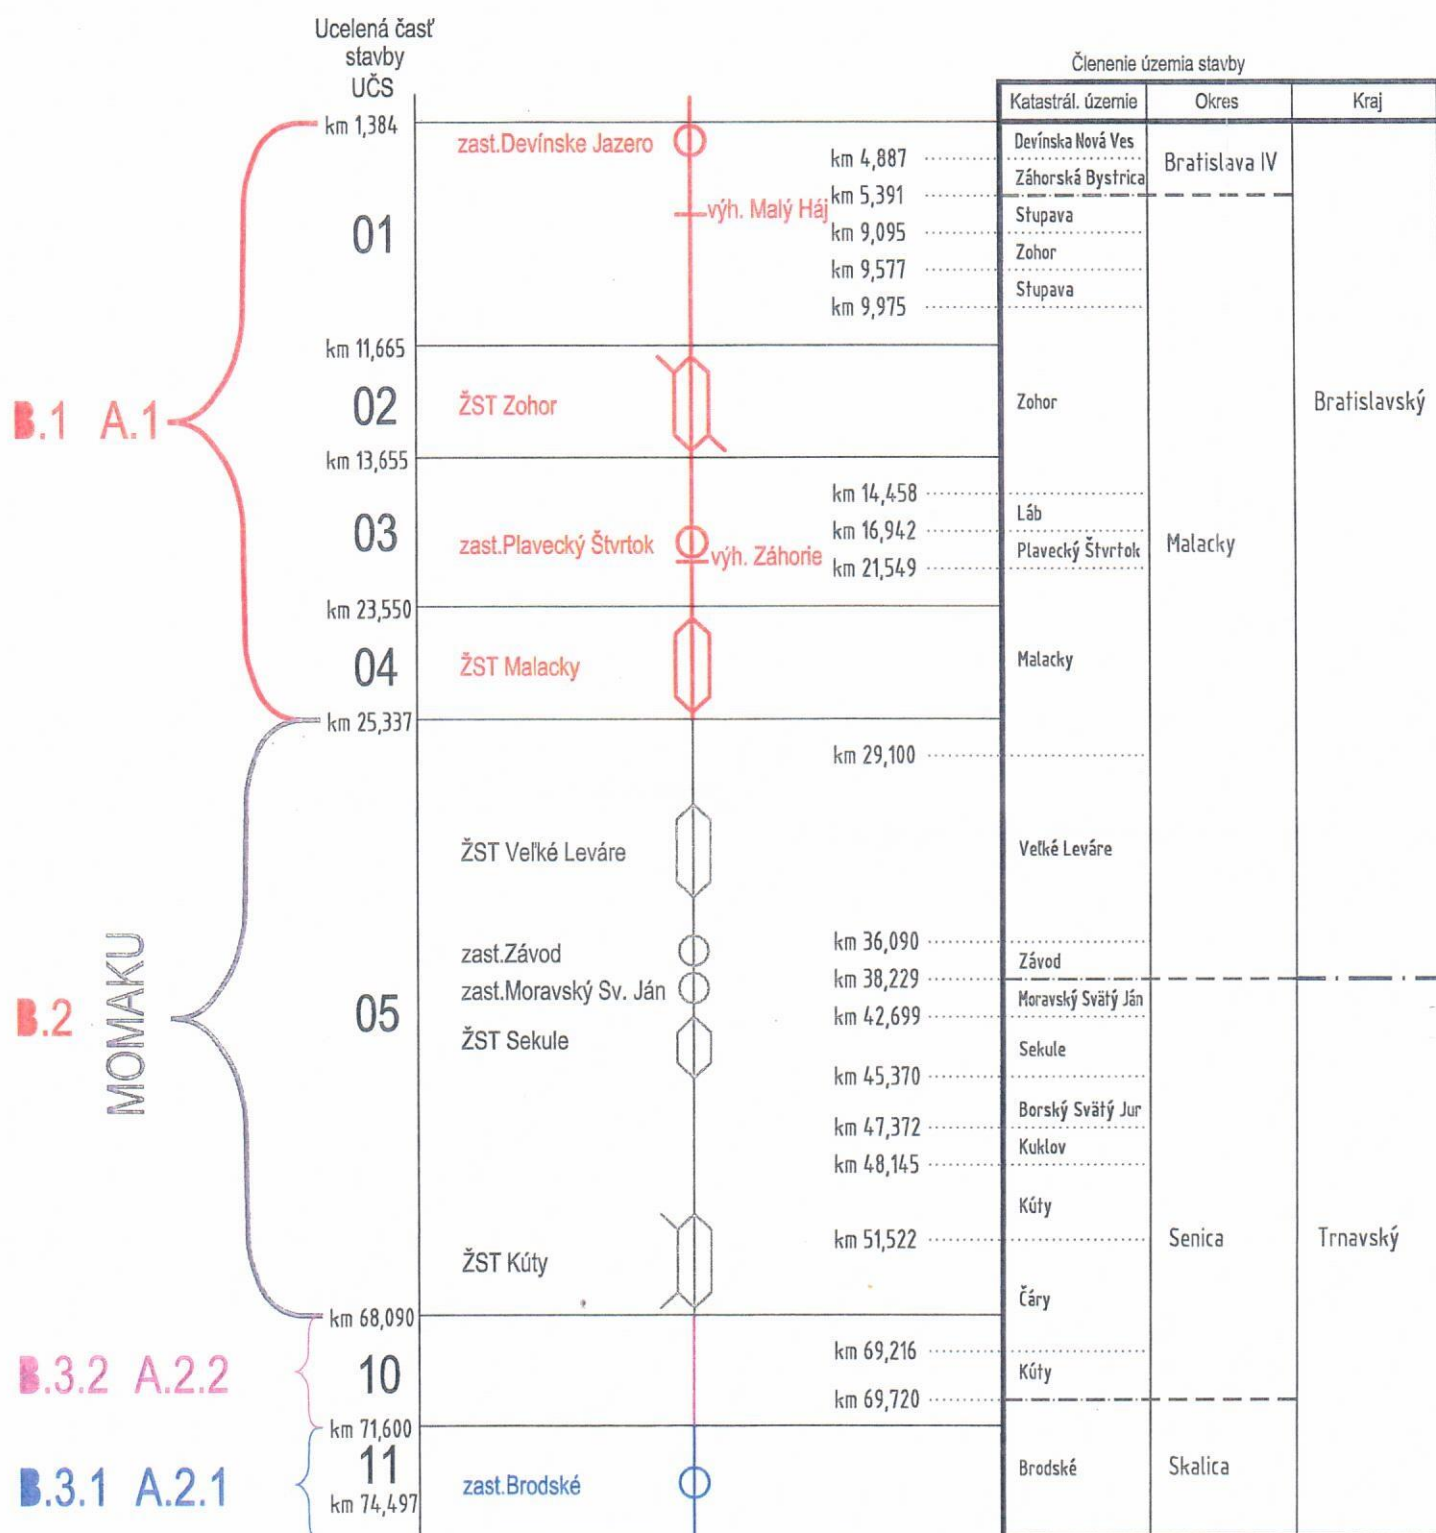 Ucelená časť
stavby
UČS
Členenie územia stavby
Katastrál. územie
Okres
Kraj
km 1,384
zast.Devínske Jazero
km 4,887
Devínska Nová Ves
Bratislava IV
Záhorská Bystrica
výh. Malý Háj
km 5,391
01
Stupava
km 9,095
Zohor
km 9,577
Stupava
km 9,975
km 11,665
B.1 A.1
02
ŽST Zohor
Zohor
Bratislavský
km 13,655
km 14,458
Láb
03
zast.Plavecký Štvrtok
km 16,942
výh. Záhorie
Plavecký Štvrtok
Malacky
km 21,549
km 23,550
04
ŽST Malacky
Malacky
km 25,337
km 29,100
ŽST Veľké Leváre
Veľké Leváre
km 36,090
zast.Závod
Závod
km 38,229
zast.Moravský Sv. Ján
Moravský Svätý Ján
B.2
MOMAKU
05
km 42,699
ŽST Sekule
Sekule
km 45,370
Borský Svätý Jur
km 47,372
Kuklov
km 48,145
Kúty
km 51,522
Senica
Trnavský
ŽST Kúty
Čáry
km 68,090
km 69,216
B.3.2 A.2.2
10
Kúty
km 69,720
km 71,600
11
B.3.1 A.2.1
zast.Brodské
Brodské
Skalica
km 74,497